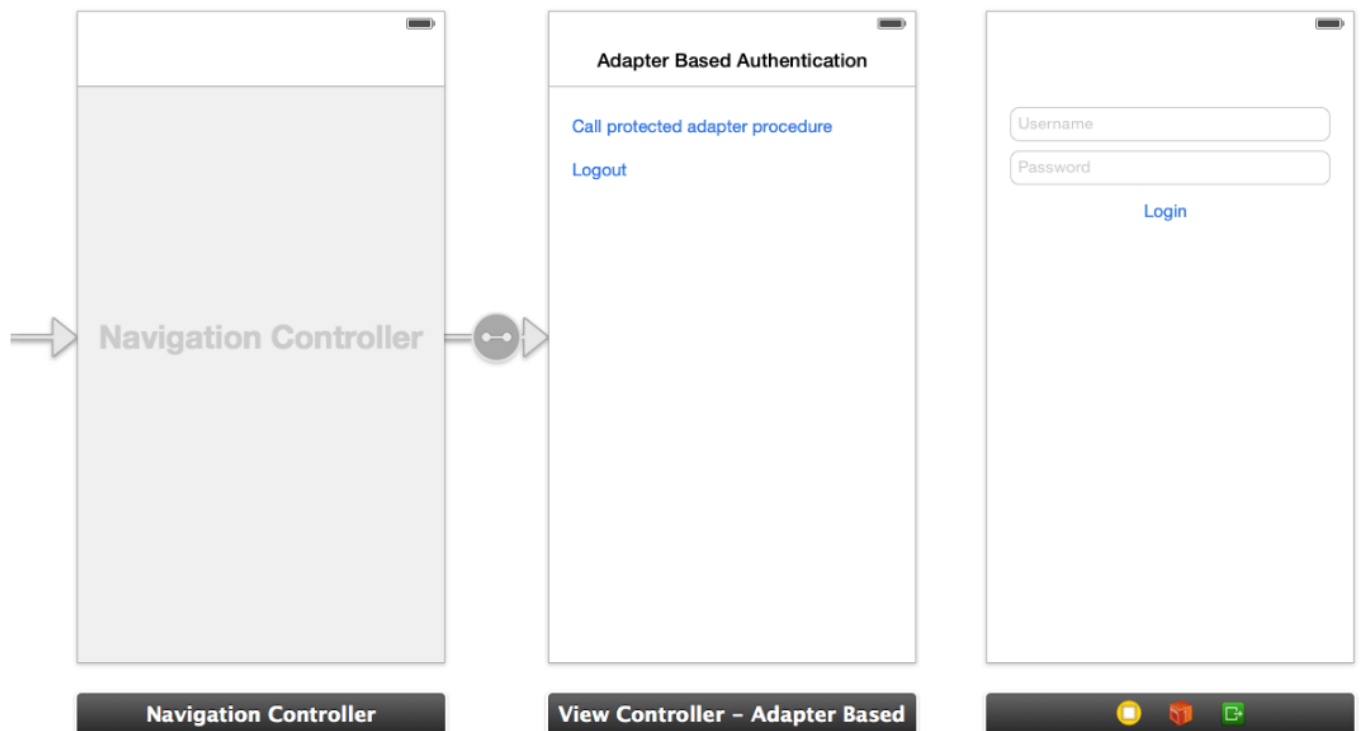 Navigation Controller
Navigation Controller
Adapter Based Authentication
Call protected adapter procedure
Logout
View Controller – Adapter Based
Username
Password
Login